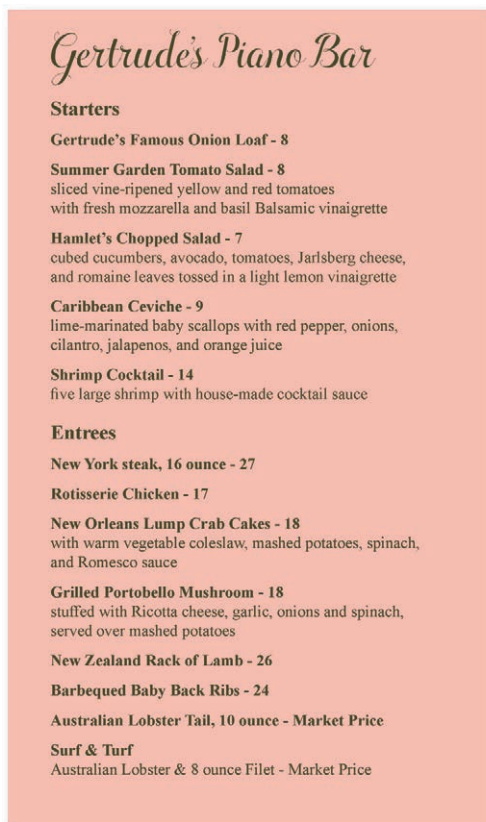 Gertrude's Piano Bar
Starters
Gertrude's Famous Onion Loaf - 8
Summer Garden Tomato Salad - 8
sliced vine-ripened yellow and red tomatoes
with fresh mozzarella and basil Balsamic vinaigrette
Hamlet's Chopped Salad - 7
cubed cucumbers, avocado, tomatoes, Jarlsberg cheese,
and romaine leaves tossed in a light lemon vinaigrette
Caribbean Ceviche - 9
lime-marinated baby scallops with red pepper, onions,
cilantro, jalapenos, and orange juice
Shrimp Cocktail - 14
five large shrimp with house-made cocktail sauce
Entrees
New York steak, 16 ounce - 27
Rotisserie Chicken - 17
New Orleans Lump Crab Cakes - 18
with warm vegetable coleslaw, mashed potatoes, spinach,
and Romesco sauce
Grilled Portobello Mushroom - 18
stuffed with Ricotta cheese, garlic, onions and spinach,
served over mashed potatoes
New Zealand Rack of Lamb - 26
Barbequed Baby Back Ribs - 24
Australian Lobster Tail, 10 ounce - Market Price
Surf & Turf
Australian Lobster & 8 ounce Filet - Market Price